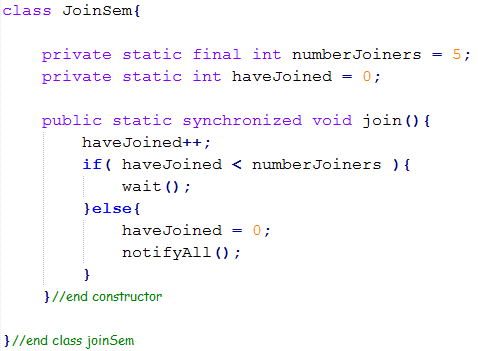 class JoinSem{
private static final int numberJoiners = 5;
private static int haveJoined = 0;
public static synchronized void join(){
haveJoined++;
if( haveJoined < numberJoiners ){
wait();
}else{
haveJoined = 0;
notifyAll();
}
}//end constructor
}//end class joinSem